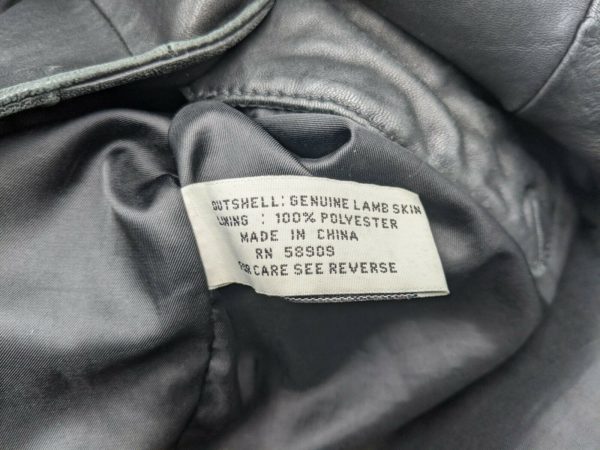 OUTSHELL: GENUINE LAMB SKIN
LINING : 100% POLYESTER
MADE IN CHINA
RN 58909
FOR CARE SEE REVERSE